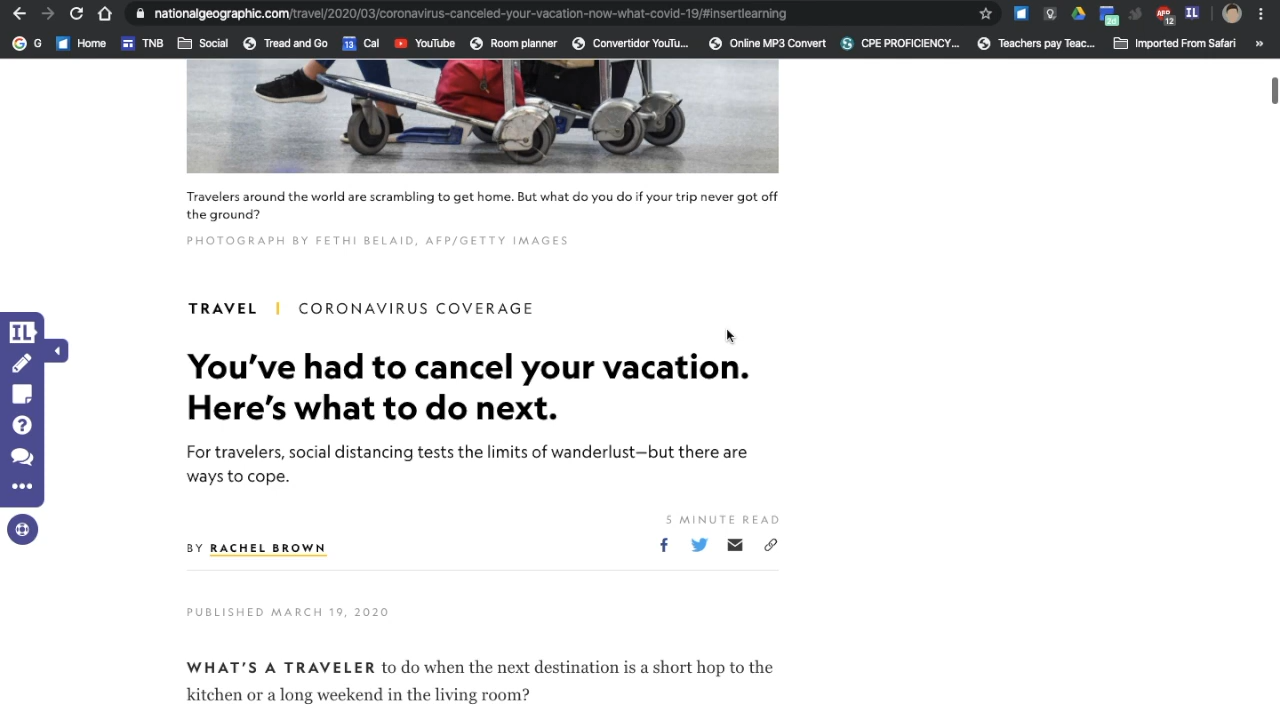 nationalgeographic.com/travel/2020/03/coronavirus-canceled-your-vacation-now-what-covid-19/#insertlearning
2d
ABP
12
IL
G
Home
TNB
Social
Tread and Go
13
Cal
YouTube
Room planner
Convertidor YouTu...
Online MP3 Convert
CPE PROFICIENCY...
Teachers pay Teac...
Imported From Safari
»
Travelers around the world are scrambling to get home. But what do you do if your trip never got off
the ground?
PHOTOGRAPH BY FETHI BELAID, AFP/GETTY IMAGES
TRAVEL | CORONAVIRUS COVERAGE
IL
You’ve had to cancel your vacation.
Here’s what to do next.
For travelers, social distancing tests the limits of wanderlust—but there are
ways to cope.
5 MINUTE READ
BY RACHEL BROWN
PUBLISHED MARCH 19, 2020
WHAT’S A TRAVELER to do when the next destination is a short hop to the
kitchen or a long weekend in the living room?